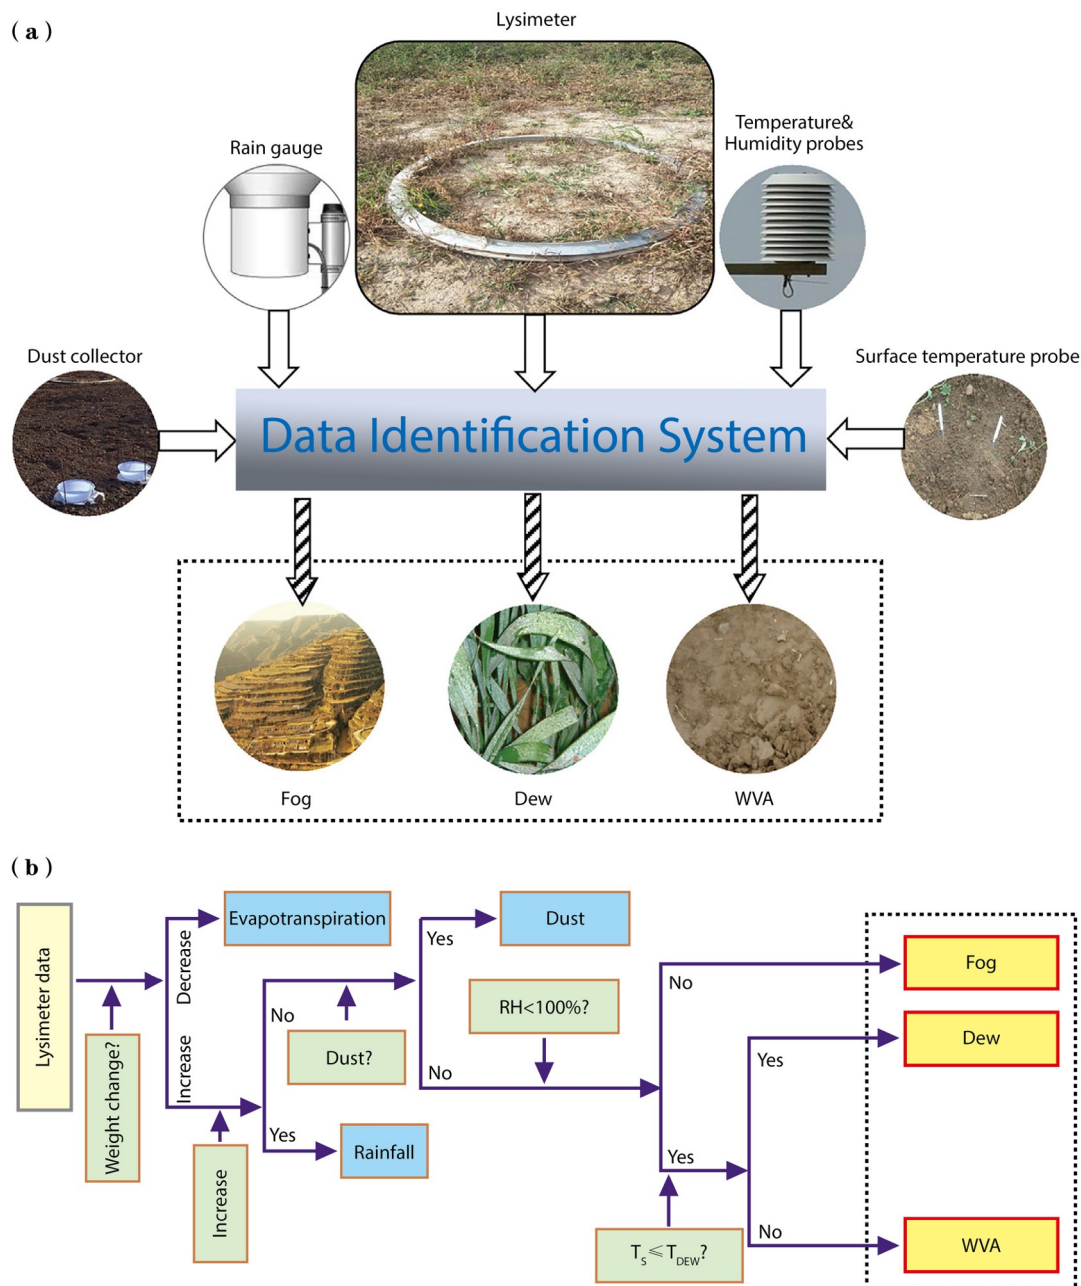 ( a )
Lysimeter
Rain gauge
Temperature&
Humidity probes
Dust collector
Surface temperature probe
Data Identification System
Fog
Dew
WVA
( b )
Lysimeter data
Weight change?
Decrease
Increase
Evapotranspiration
Increase
No
Yes
Rainfall
Dust?
Yes
No
Dust
RH<100%?
No
Yes
T_S ≤ T_DEW?
Yes
No
Fog
Dew
WVA